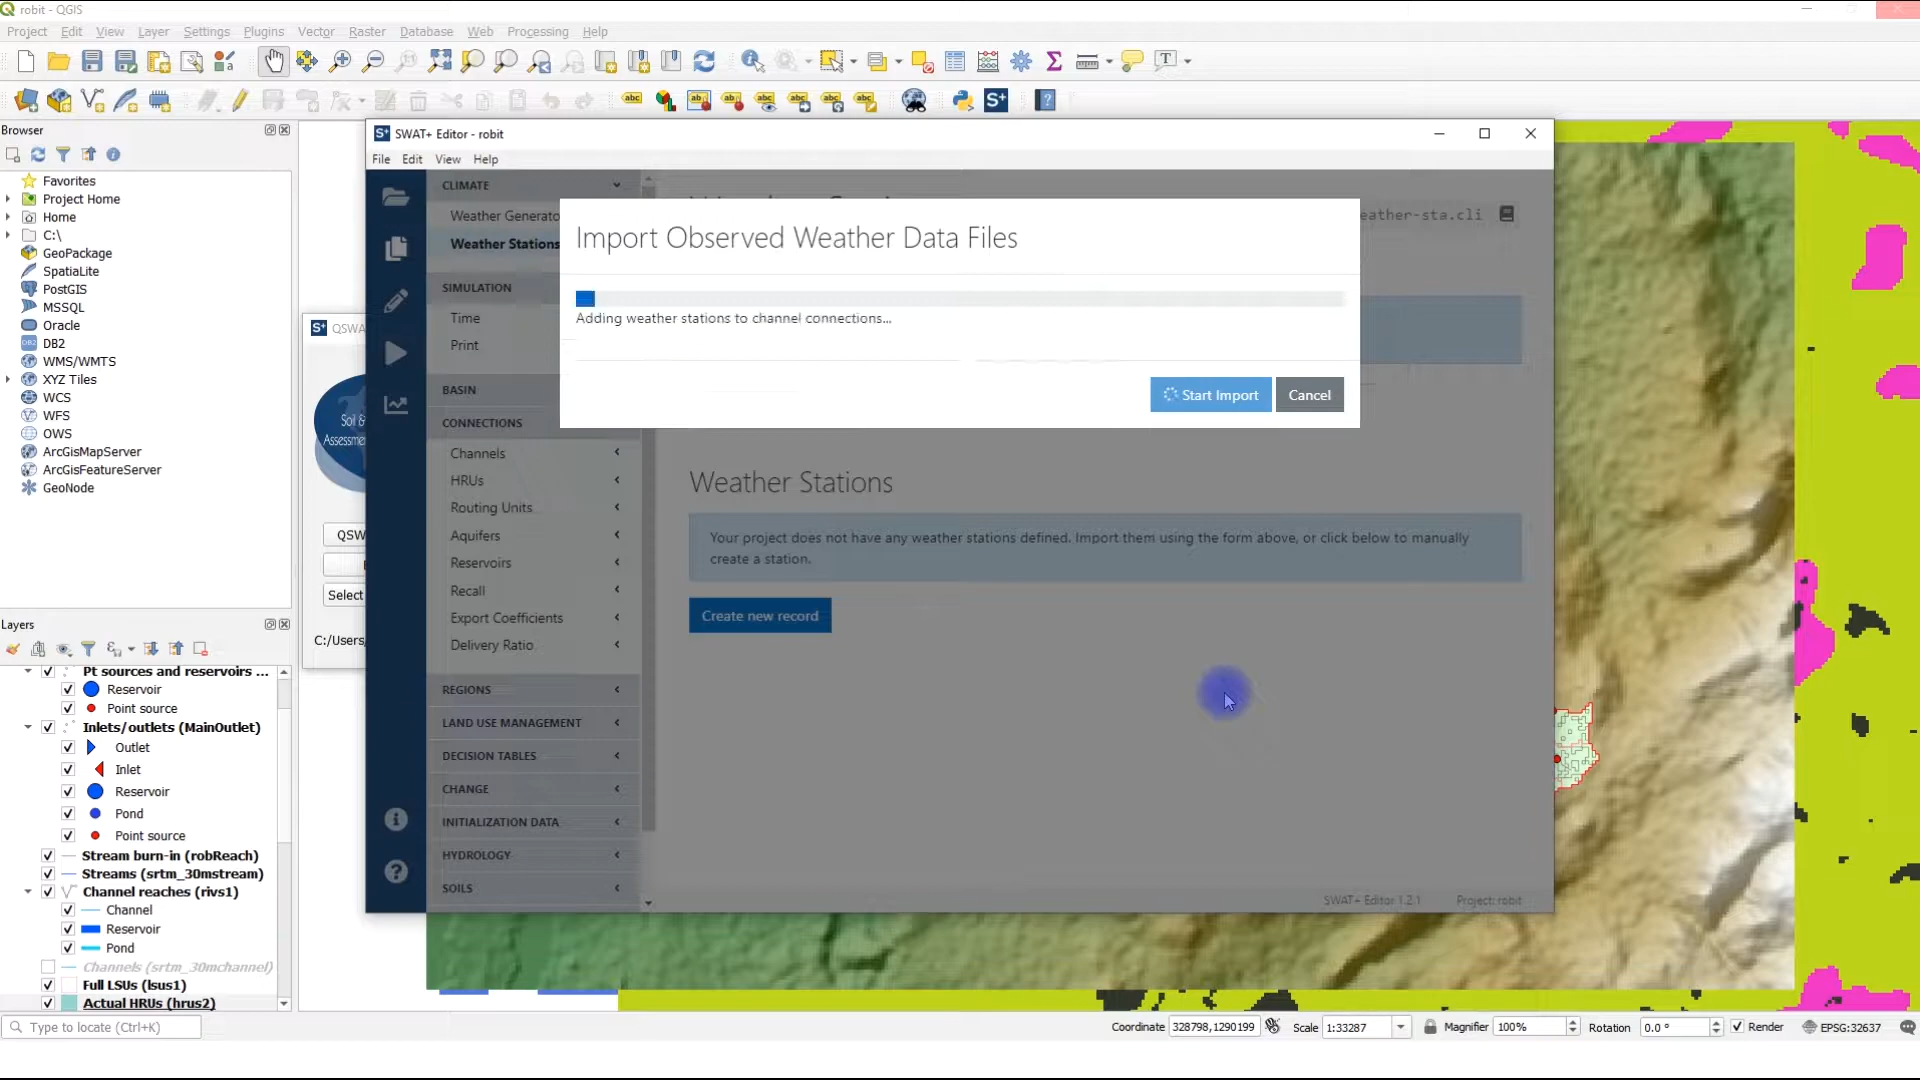 robit - QGIS
Project Edit View Layer Settings Plugins Vector Raster Database Web Processing Help
Browser
Favorites
Project Home
Home
C:\
GeoPackage
SpatiaLite
PostGIS
MSSQL
Oracle
DB2
WMS/WMTS
XYZ Tiles
WCS
WFS
OWS
ArcGisMapServer
ArcGisFeatureServer
GeoNode
Layers
Pt sources and reservoirs ...
Reservoir
Point source
Inlets/outlets (MainOutlet)
Outlet
Inlet
Reservoir
Pond
Point source
Stream burn-in (robReach)
Streams (srtm_30mstream)
Channel reaches (rivs1)
Channel
Reservoir
Pond
Channels (srtm_30mchannel)
Full LSUs (lsus1)
Actual HRUs (hrus2)
Type to locate (Ctrl+K)
QSWA
Soil &
Assessmen
QSW
Select
C:/Users,
SWAT+ Editor - robit
File Edit View Help
CLIMATE
Weather Generato
Weather Stations
SIMULATION
Time
Print
BASIN
CONNECTIONS
Channels
HRUs
Routing Units
Aquifers
Reservoirs
Recall
Export Coefficients
Delivery Ratio
REGIONS
LAND USE MANAGEMENT
DECISION TABLES
CHANGE
INITIALIZATION DATA
HYDROLOGY
SOILS
eather-sta.cli
Import Observed Weather Data Files
Adding weather stations to channel connections...
Start Import Cancel
Weather Stations
Your project does not have any weather stations defined. Import them using the form above, or click below to manually
create a station.
Create new record
SWAT+ Editor 1.2.1 Project: robit
Coordinate 328798,1290199 Scale 1:33287 Magnifier 100% Rotation 0.0 ° Render EPSG:32637